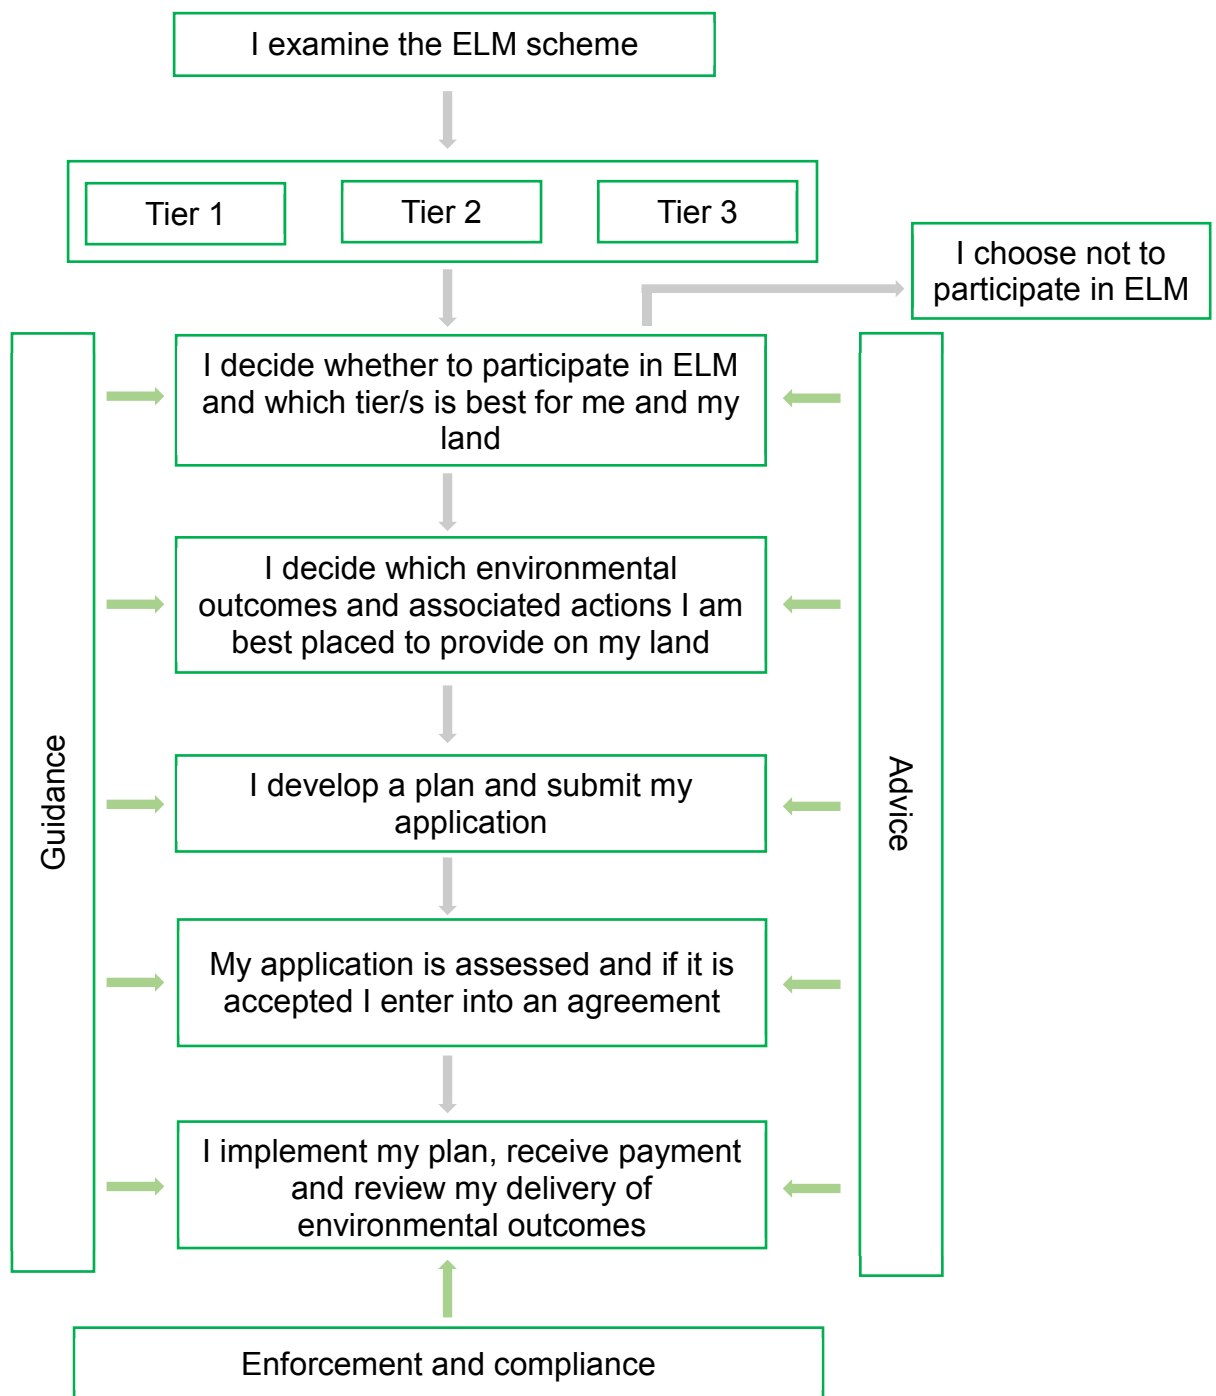 I examine the ELM scheme
Tier 1
Tier 2
Tier 3
I choose not to
participate in ELM
I decide whether to participate in ELM
and which tier/s is best for me and my
land
I decide which environmental
outcomes and associated actions I am
best placed to provide on my land
Guidance
Advice
I develop a plan and submit my
application
My application is assessed and if it is
accepted I enter into an agreement
I implement my plan, receive payment
and review my delivery of
environmental outcomes
Enforcement and compliance